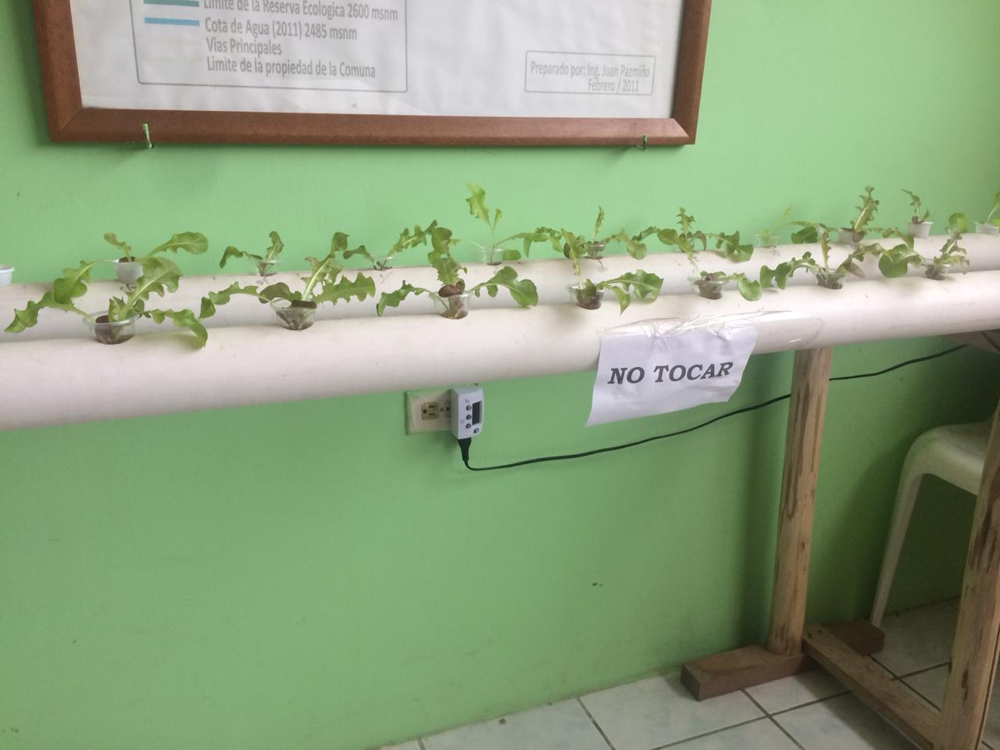 Limite de la Reserva Ecologica 2600 msnm
Cota de Agua (2011) 2485 msnm
Vias Principales
Limite de la propiedad de la Comuna
Preparado por: Ing. Juan Pazmiño
Febrero / 2011
NO TOCAR